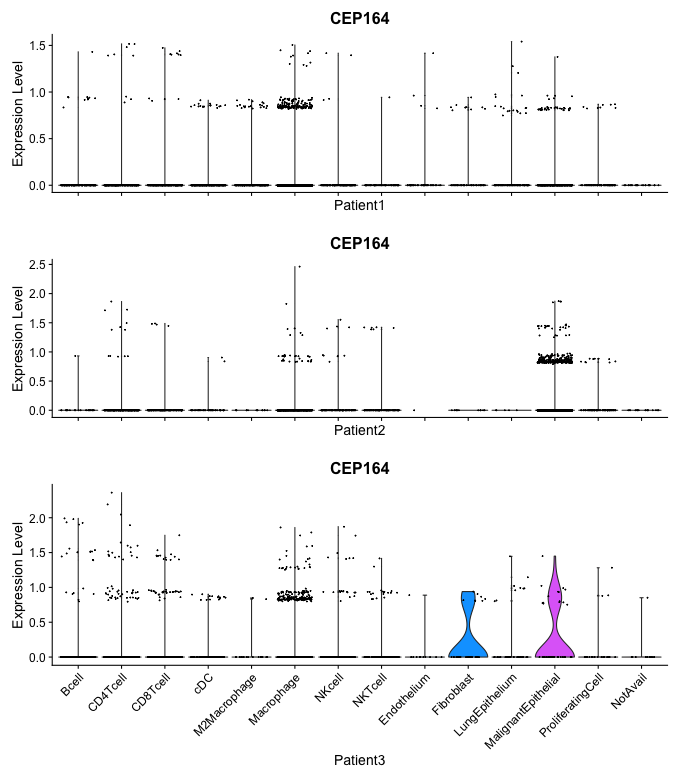 CEP164
Expression Level
1.5
1.0
0.5
0.0
Patient1
CEP164
Expression Level
2.5
2.0
1.5
1.0
0.5
0.0
Patient2
CEP164
Expression Level
2.0
1.5
1.0
0.5
0.0
Bcell
CD4Tcell
CD8Tcell
cDC
M2Macrophage
Macrophage
NKcell
NKTcell
Endothelium
Fibroblast
LungEpithelium
MalignantEpithelial
ProliferatingCell
NotAvail
Patient3